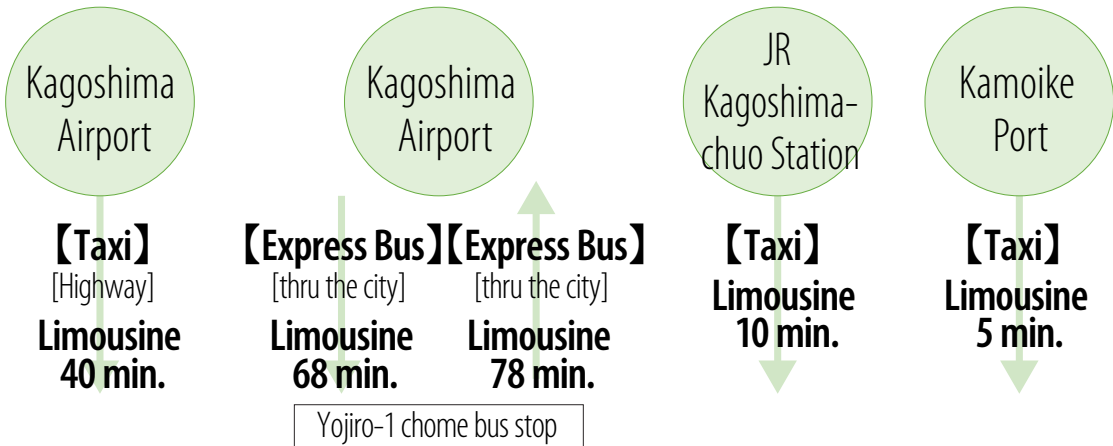 Kagoshima
Airport
【Taxi】
[Highway]
Limousine
40 min.
Kagoshima
Airport
【Express Bus】
[thru the city]
Limousine
68 min.
【Express Bus】
[thru the city]
Limousine
78 min.
Yojiro-1 chome bus stop
JR
Kagoshima-
chuo Station
【Taxi】
Limousine
10 min.
Kamoike
Port
【Taxi】
Limousine
5 min.